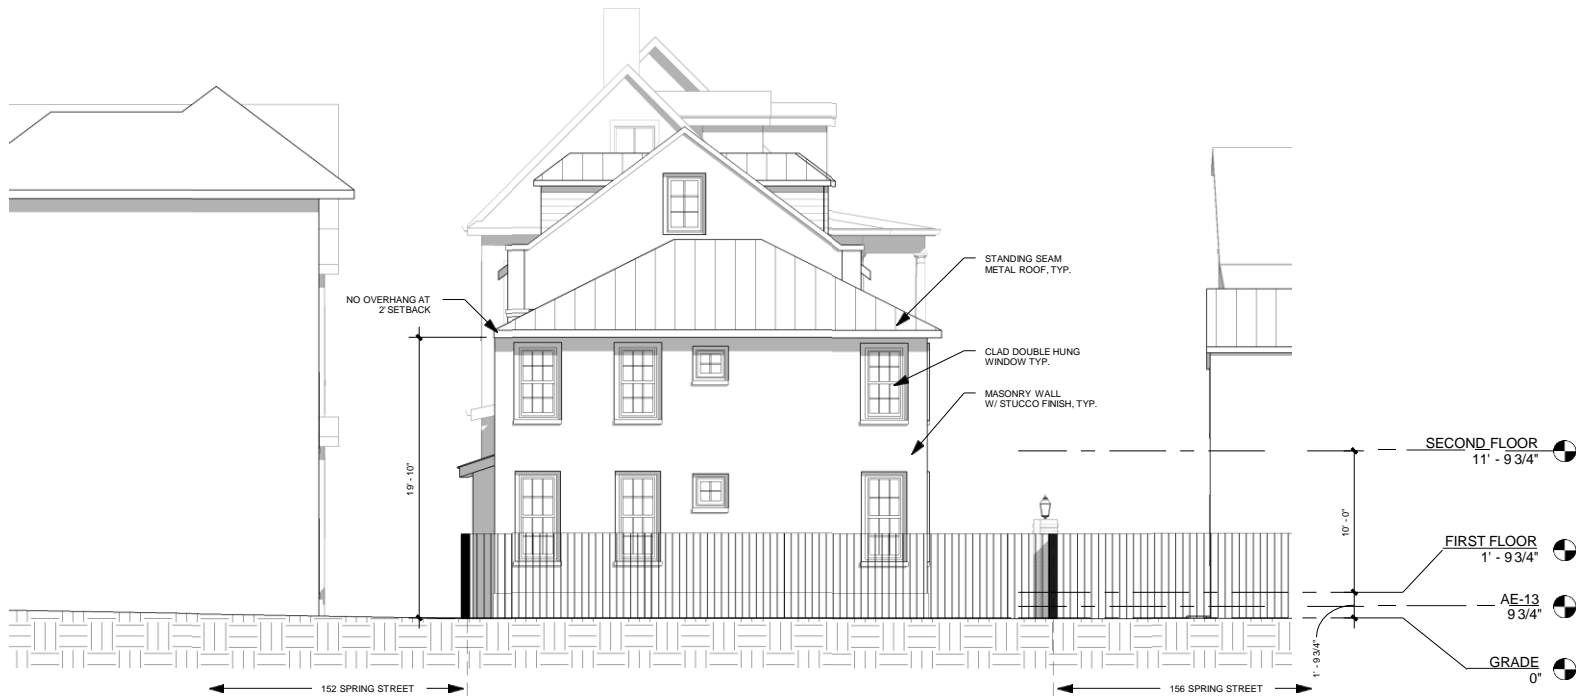 STANDING SEAM
METAL ROOF, TYP.
NO OVERHANG AT
2' SETBACK
CLAD DOUBLE HUNG
WINDOW TYP.
MASONRY WALL
W/ STUCCO FINISH, TYP.
19' - 10"
SECOND FLOOR
11' - 9 3/4"
10' - 0"
FIRST FLOOR
1' - 9 3/4"
AE-13
9 3/4"
1' - 9 3/4"
GRADE
0"
152 SPRING STREET
156 SPRING STREET